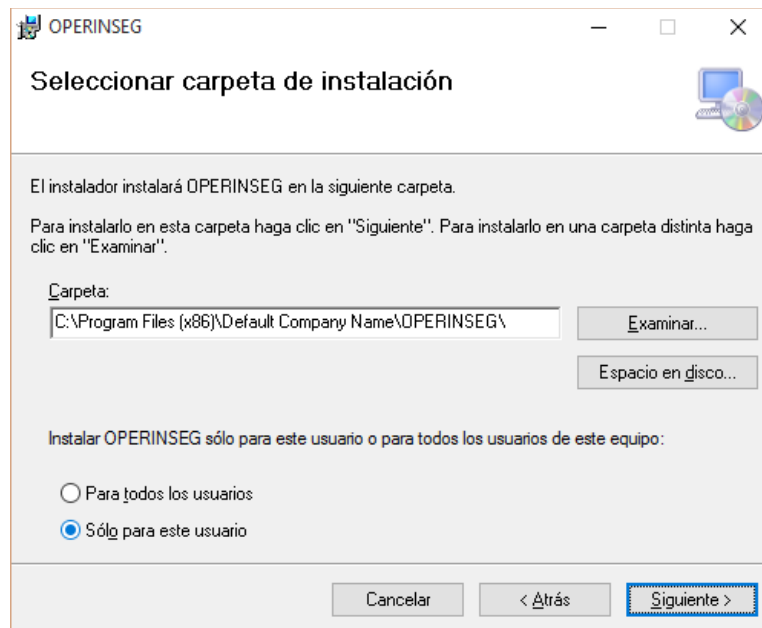 OPERINSEG
Seleccionar carpeta de instalación
El instalador instalará OPERINSEG en la siguiente carpeta.
Para instalarlo en esta carpeta haga clic en "Siguiente". Para instalarlo en una carpeta distinta haga
clic en "Examinar".
Carpeta:
C:\Program Files (x86)\Default Company Name\OPERINSEG\
Examinar...
Espacio en disco...
Instalar OPERINSEG sólo para este usuario o para todos los usuarios de este equipo:
Para todos los usuarios
Sólo para este usuario
Cancelar
< Atrás
Siguiente >